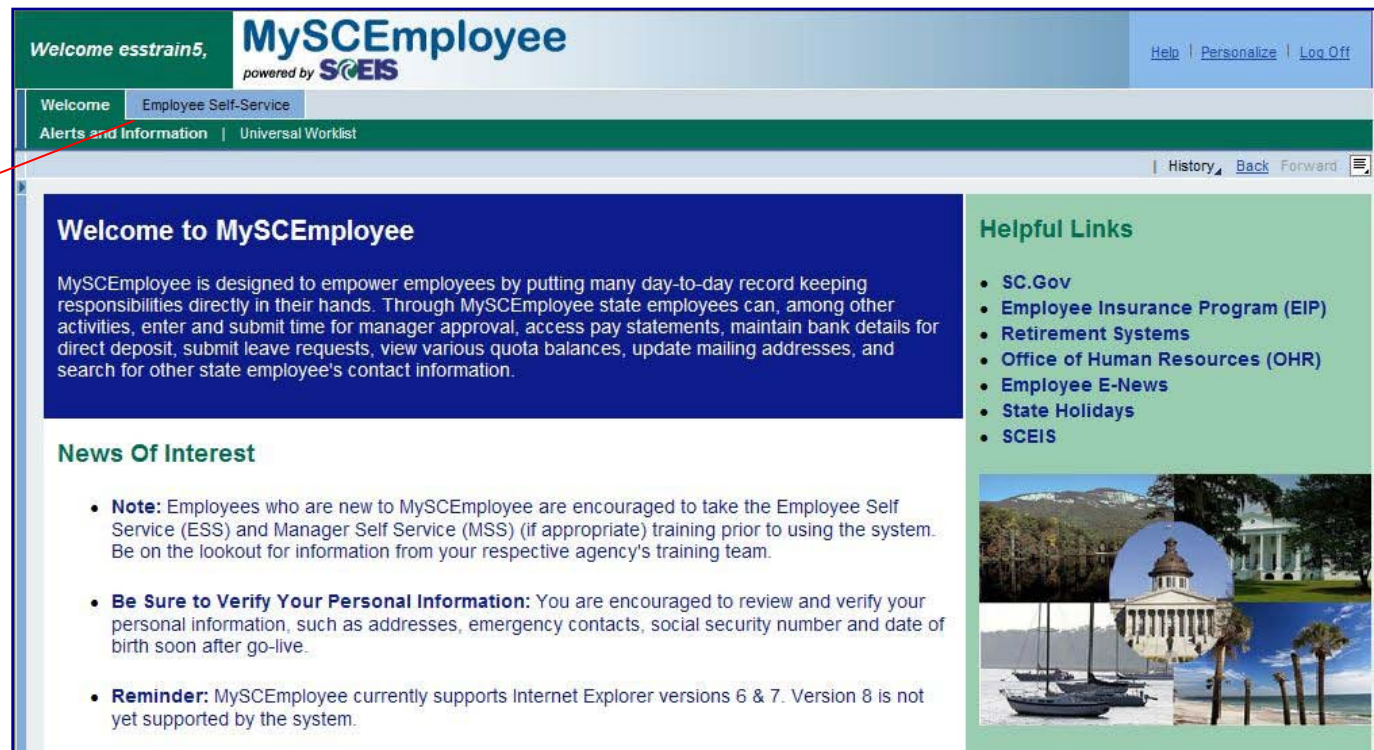 Welcome esstrain5,
MySCEmployee
powered by SCEIS
Help | Personalize | Log Off
Welcome Employee Self-Service
Alerts and Information | Universal Worklist
| History Back Forward
Welcome to MySCEmployee
MySCEmployee is designed to empower employees by putting many day-to-day record keeping
responsibilities directly in their hands. Through MySCEmployee state employees can, among other
activities, enter and submit time for manager approval, access pay statements, maintain bank details for
direct deposit, submit leave requests, view various quota balances, update mailing addresses, and
search for other state employee's contact information.
News Of Interest
• Note: Employees who are new to MySCEmployee are encouraged to take the Employee Self
Service (ESS) and Manager Self Service (MSS) (if appropriate) training prior to using the system.
Be on the lookout for information from your respective agency's training team.
• Be Sure to Verify Your Personal Information: You are encouraged to review and verify your
personal information, such as addresses, emergency contacts, social security number and date of
birth soon after go-live.
• Reminder: MySCEmployee currently supports Internet Explorer versions 6 & 7. Version 8 is not
yet supported by the system.
Helpful Links
• SC.Gov
• Employee Insurance Program (EIP)
• Retirement Systems
• Office of Human Resources (OHR)
• Employee E-News
• State Holidays
• SCEIS